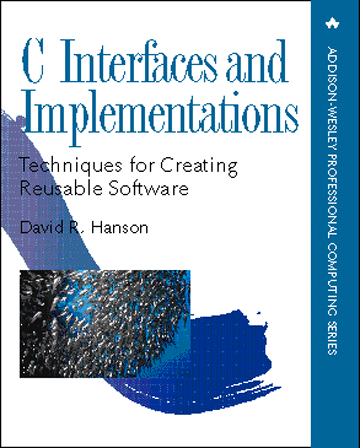 C Interfaces and
Implementations
Techniques for Creating
Reusable Software
David R. Hanson
ADDISON-WESLEY PROFESSIONAL COMPUTING SERIES